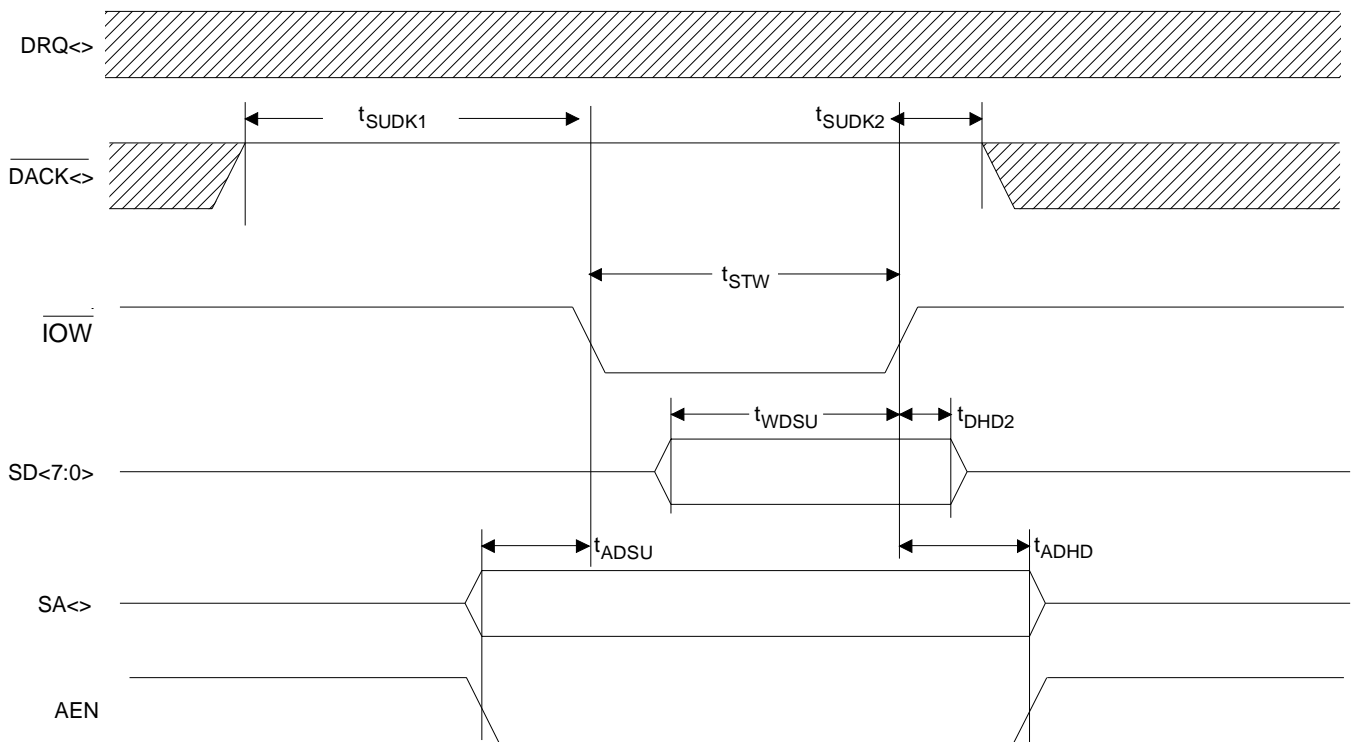 DRQ<>
tSUDK1
tSUDK2
DACK<>
tSTW
IOW
tWDSU
tDHD2
SD<7:0>
tADSU
tADHD
SA<>
AEN